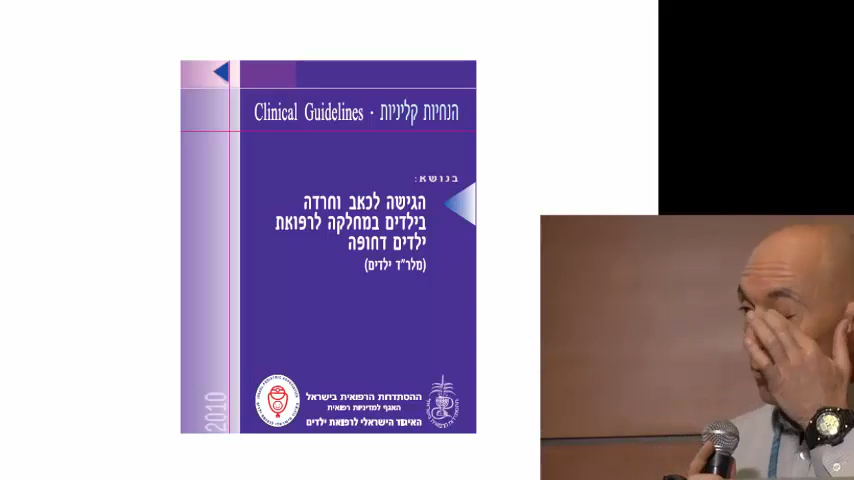 הנחיות קליניות · Clinical Guidelines
בנושא:
הגישה לכאב וחרדה
בילדים במחלקה לרפואת
ילדים דחופה
(מלר"ד ילדים)
ההסתדרות הרפואית בישראל
האגף למדיניות רפואית
האיגוד הישראלי לרפואת ילדים
2010